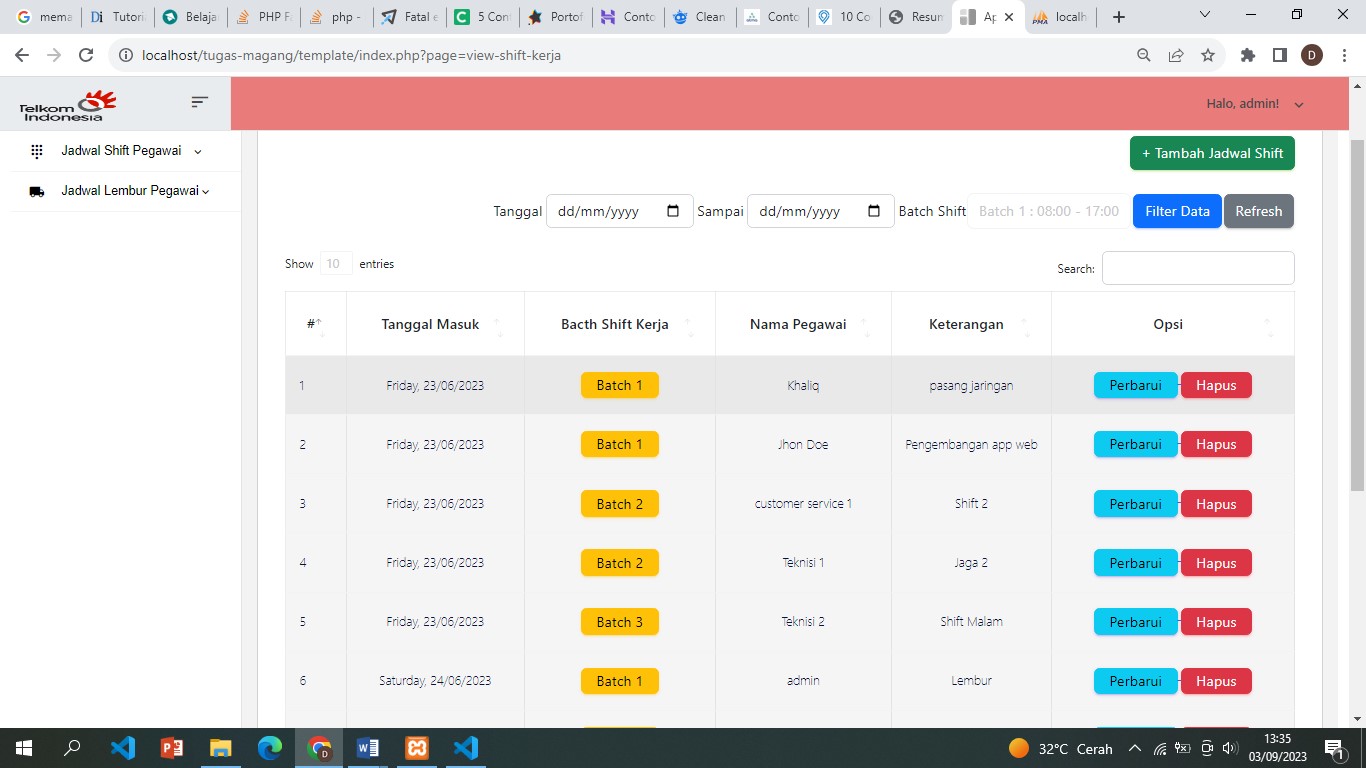 mema
Tutori
Belaja
PHP F
php -
Fatal e
5 Cont
Portof
Conto
Clean
Conto
10 Co
Resum
Ap
localh
localhost/tugas-magang/template/index.php?page=view-shift-kerja
D
Telkom
Indonesia
Halo, admin!
Jadwal Shift Pegawai
Jadwal Lembur Pegawai
+ Tambah Jadwal Shift
Tanggal dd/mm/yyyy Sampai dd/mm/yyyy Batch Shift Batch 1 : 08:00 - 17:00 Filter Data Refresh
Show 10 entries
Search:
# Tanggal Masuk Bacth Shift Kerja Nama Pegawai Keterangan Opsi
1 Friday, 23/06/2023 Batch 1 Khaliq pasang jaringan Perbarui Hapus
2 Friday, 23/06/2023 Batch 1 Jhon Doe Pengembangan app web Perbarui Hapus
3 Friday, 23/06/2023 Batch 2 customer service 1 Shift 2 Perbarui Hapus
4 Friday, 23/06/2023 Batch 2 Teknisi 1 Jaga 2 Perbarui Hapus
5 Friday, 23/06/2023 Batch 3 Teknisi 2 Shift Malam Perbarui Hapus
6 Saturday, 24/06/2023 Batch 1 admin Lembur Perbarui Hapus
32°C Cerah
13:35
03/09/2023
1